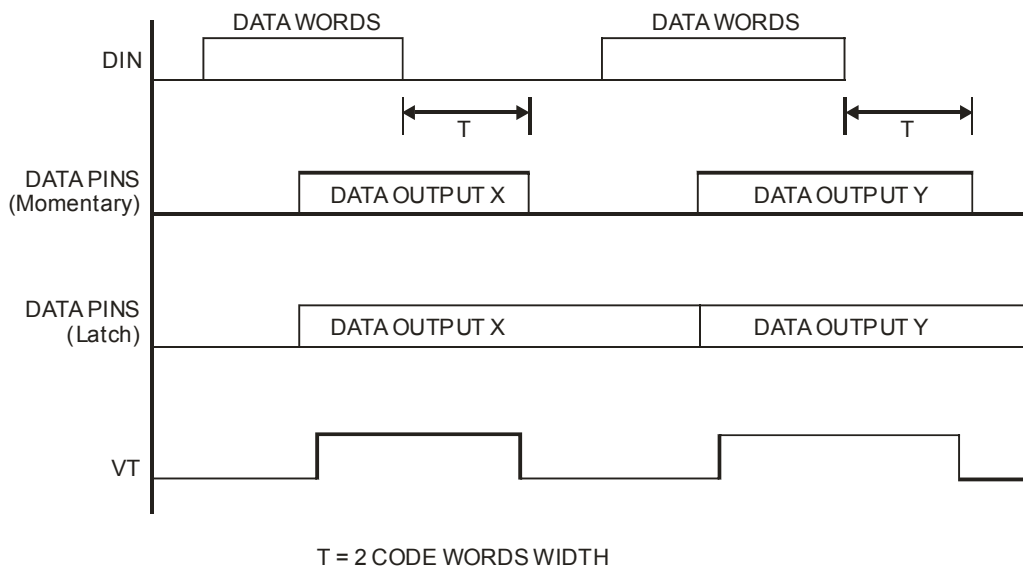 DATA WORDS
DATA WORDS
DIN
T
T
DATA PINS
(Momentary)
DATA OUTPUT X
DATA OUTPUT Y
DATA PINS
(Latch)
DATA OUTPUT X
DATA OUTPUT Y
VT
T = 2 CODE WORDS WIDTH